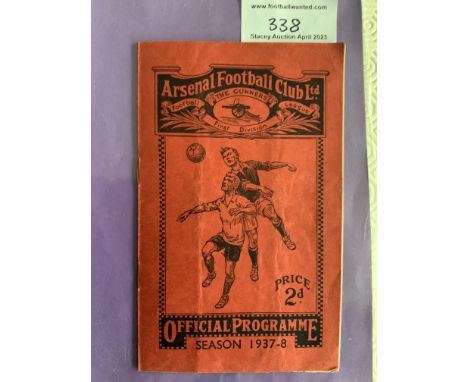 www.footballwanted.com
338
Stacey Auction April 2023
Arsenal Football Club Ltd
THE GUNNERS
Football League
First Division
PRICE
2d.
OFFICIAL PROGRAMME
SEASON 1937-8